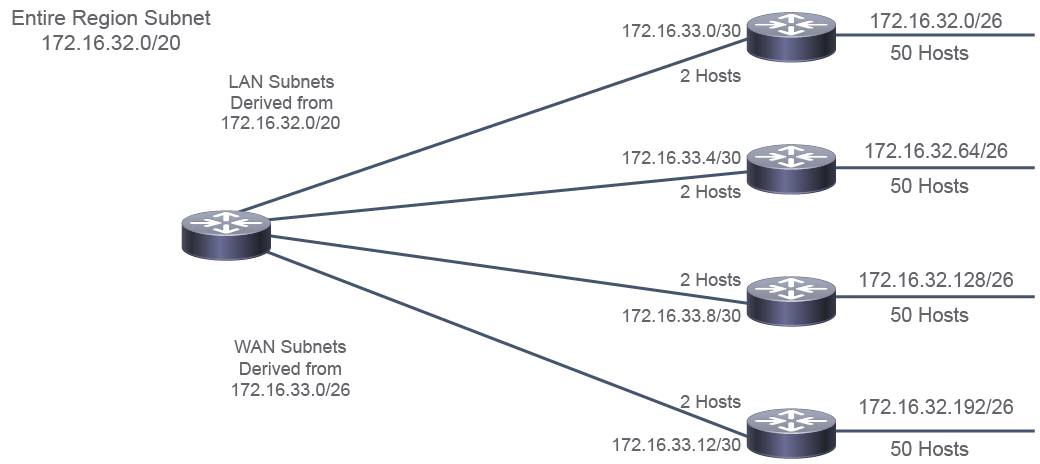 Entire Region Subnet
172.16.32.0/20
LAN Subnets
Derived from
172.16.32.0/20
172.16.33.0/30
2 Hosts
172.16.32.0/26
50 Hosts
172.16.33.4/30
2 Hosts
172.16.32.64/26
50 Hosts
2 Hosts
172.16.33.8/30
172.16.32.128/26
50 Hosts
WAN Subnets
Derived from
172.16.33.0/26
2 Hosts
172.16.33.12/30
172.16.32.192/26
50 Hosts